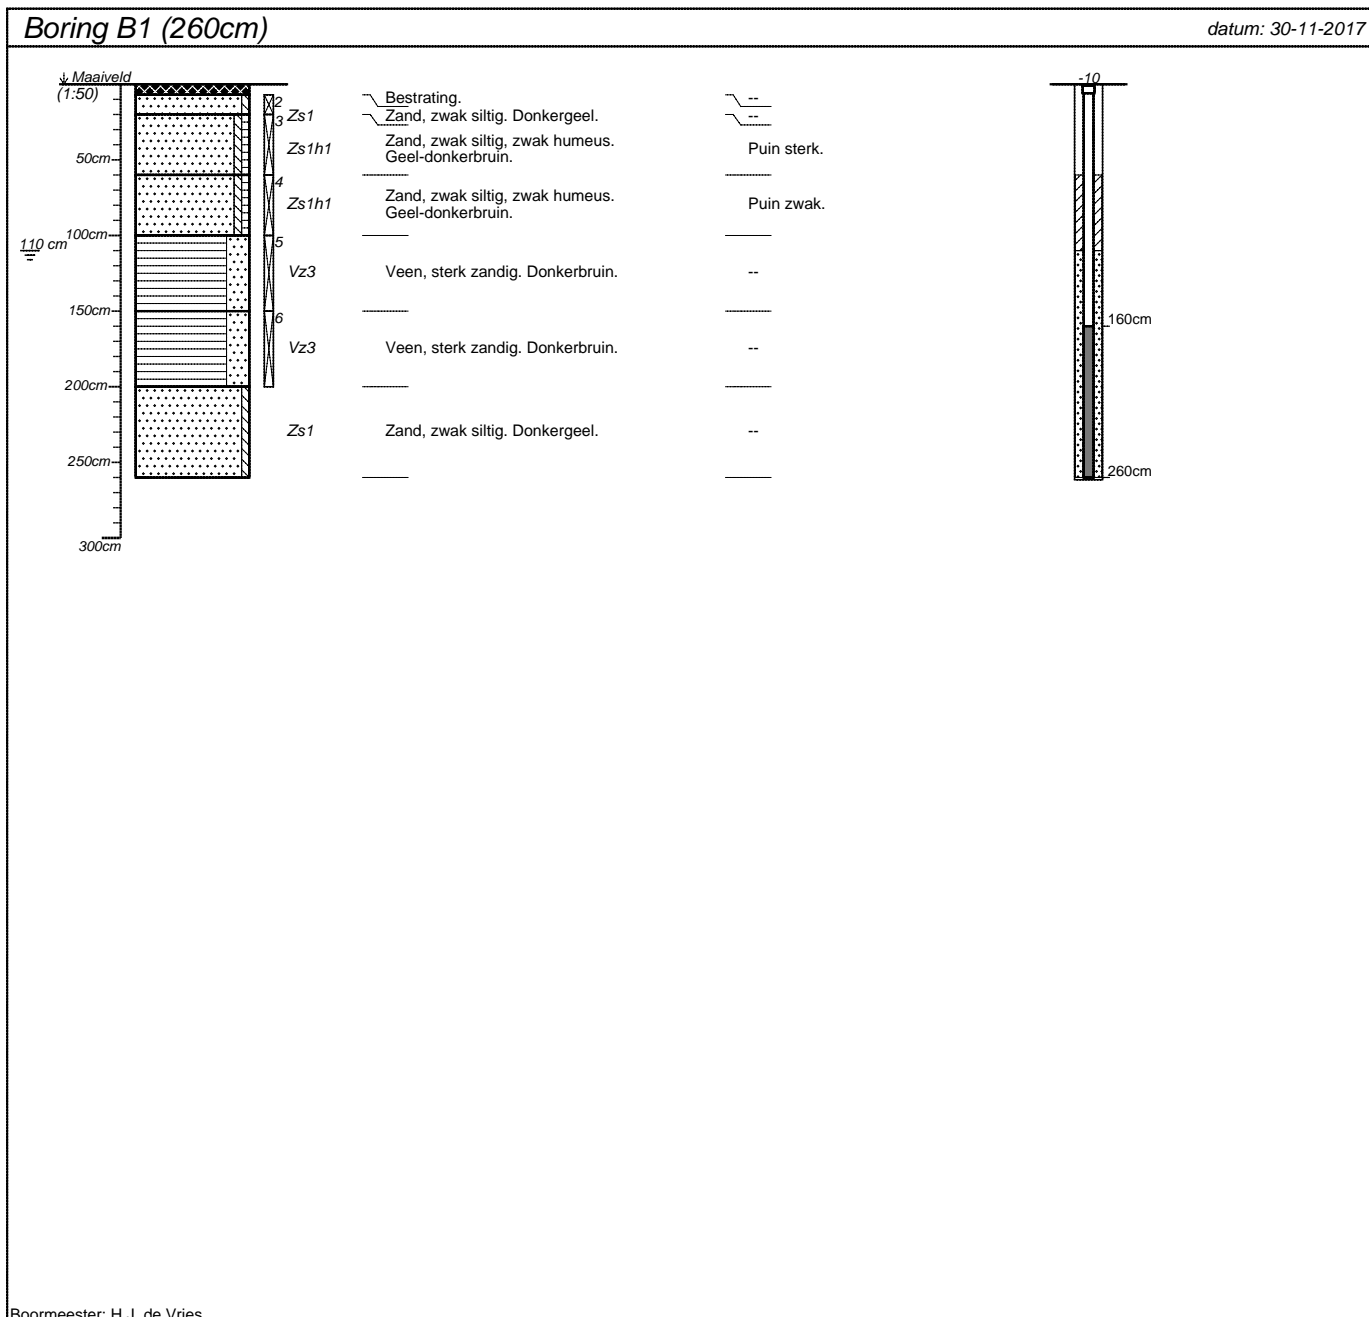 Boring B1 (260cm)
datum: 30-11-2017
Maaiveld
(1:50)
-10
2
Bestrating.
--
3
Zs1
Zand, zwak siltig. Donkergeel.
--
50cm
Zs1h1
Zand, zwak siltig, zwak humeus.
Geel-donkerbruin.
Puin sterk.
4
Zs1h1
Zand, zwak siltig, zwak humeus.
Geel-donkerbruin.
Puin zwak.
100cm
110 cm
5
Vz3
Veen, sterk zandig. Donkerbruin.
--
150cm
6
160cm
Vz3
Veen, sterk zandig. Donkerbruin.
--
200cm
Zs1
Zand, zwak siltig. Donkergeel.
--
250cm
260cm
300cm
Boormeester: H.J. de Vries